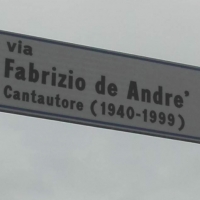 via
Fabrizio de Andre'
Cantautore (1940-1999)